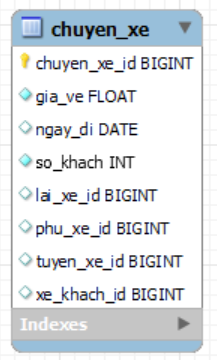 chuyen_xe
chuyen_xe_id BIGINT
gia_ve FLOAT
ngay_di DATE
so_khach INT
lai_xe_id BIGINT
phu_xe_id BIGINT
tuyen_xe_id BIGINT
xe_khach_id BIGINT
Indexes